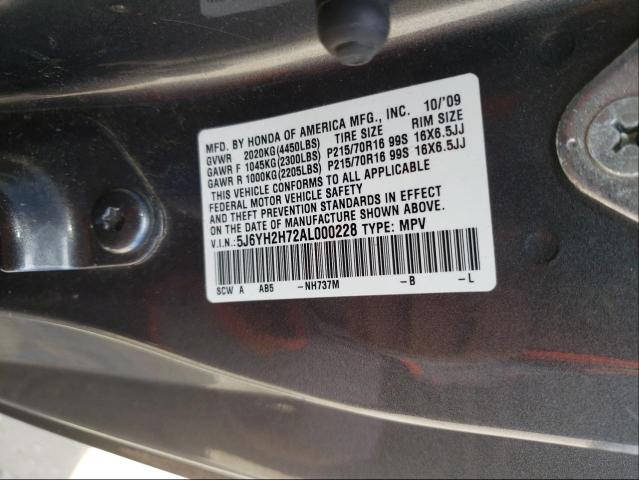 MFD. BY HONDA OF AMERICA MFG., INC. 10/'09
GVWR 2020KG(4450LBS) TIRE SIZE RIM SIZE
GAWR F 1045KG(2300LBS) P215/70R16 99S 16X6.5JJ
GAWR R 1000KG(2205LBS) P215/70R16 99S 16X6.5JJ
THIS VEHICLE CONFORMS TO ALL APPLICABLE
FEDERAL MOTOR VEHICLE SAFETY
AND THEFT PREVENTION STANDARDS IN EFFECT
ON THE DATE OF MANUFACTURE SHOWN ABOVE.
V.I.N.: 5J6YH2H72AL000228 TYPE: MPV
SCW A AB5 -NH737M -B -L